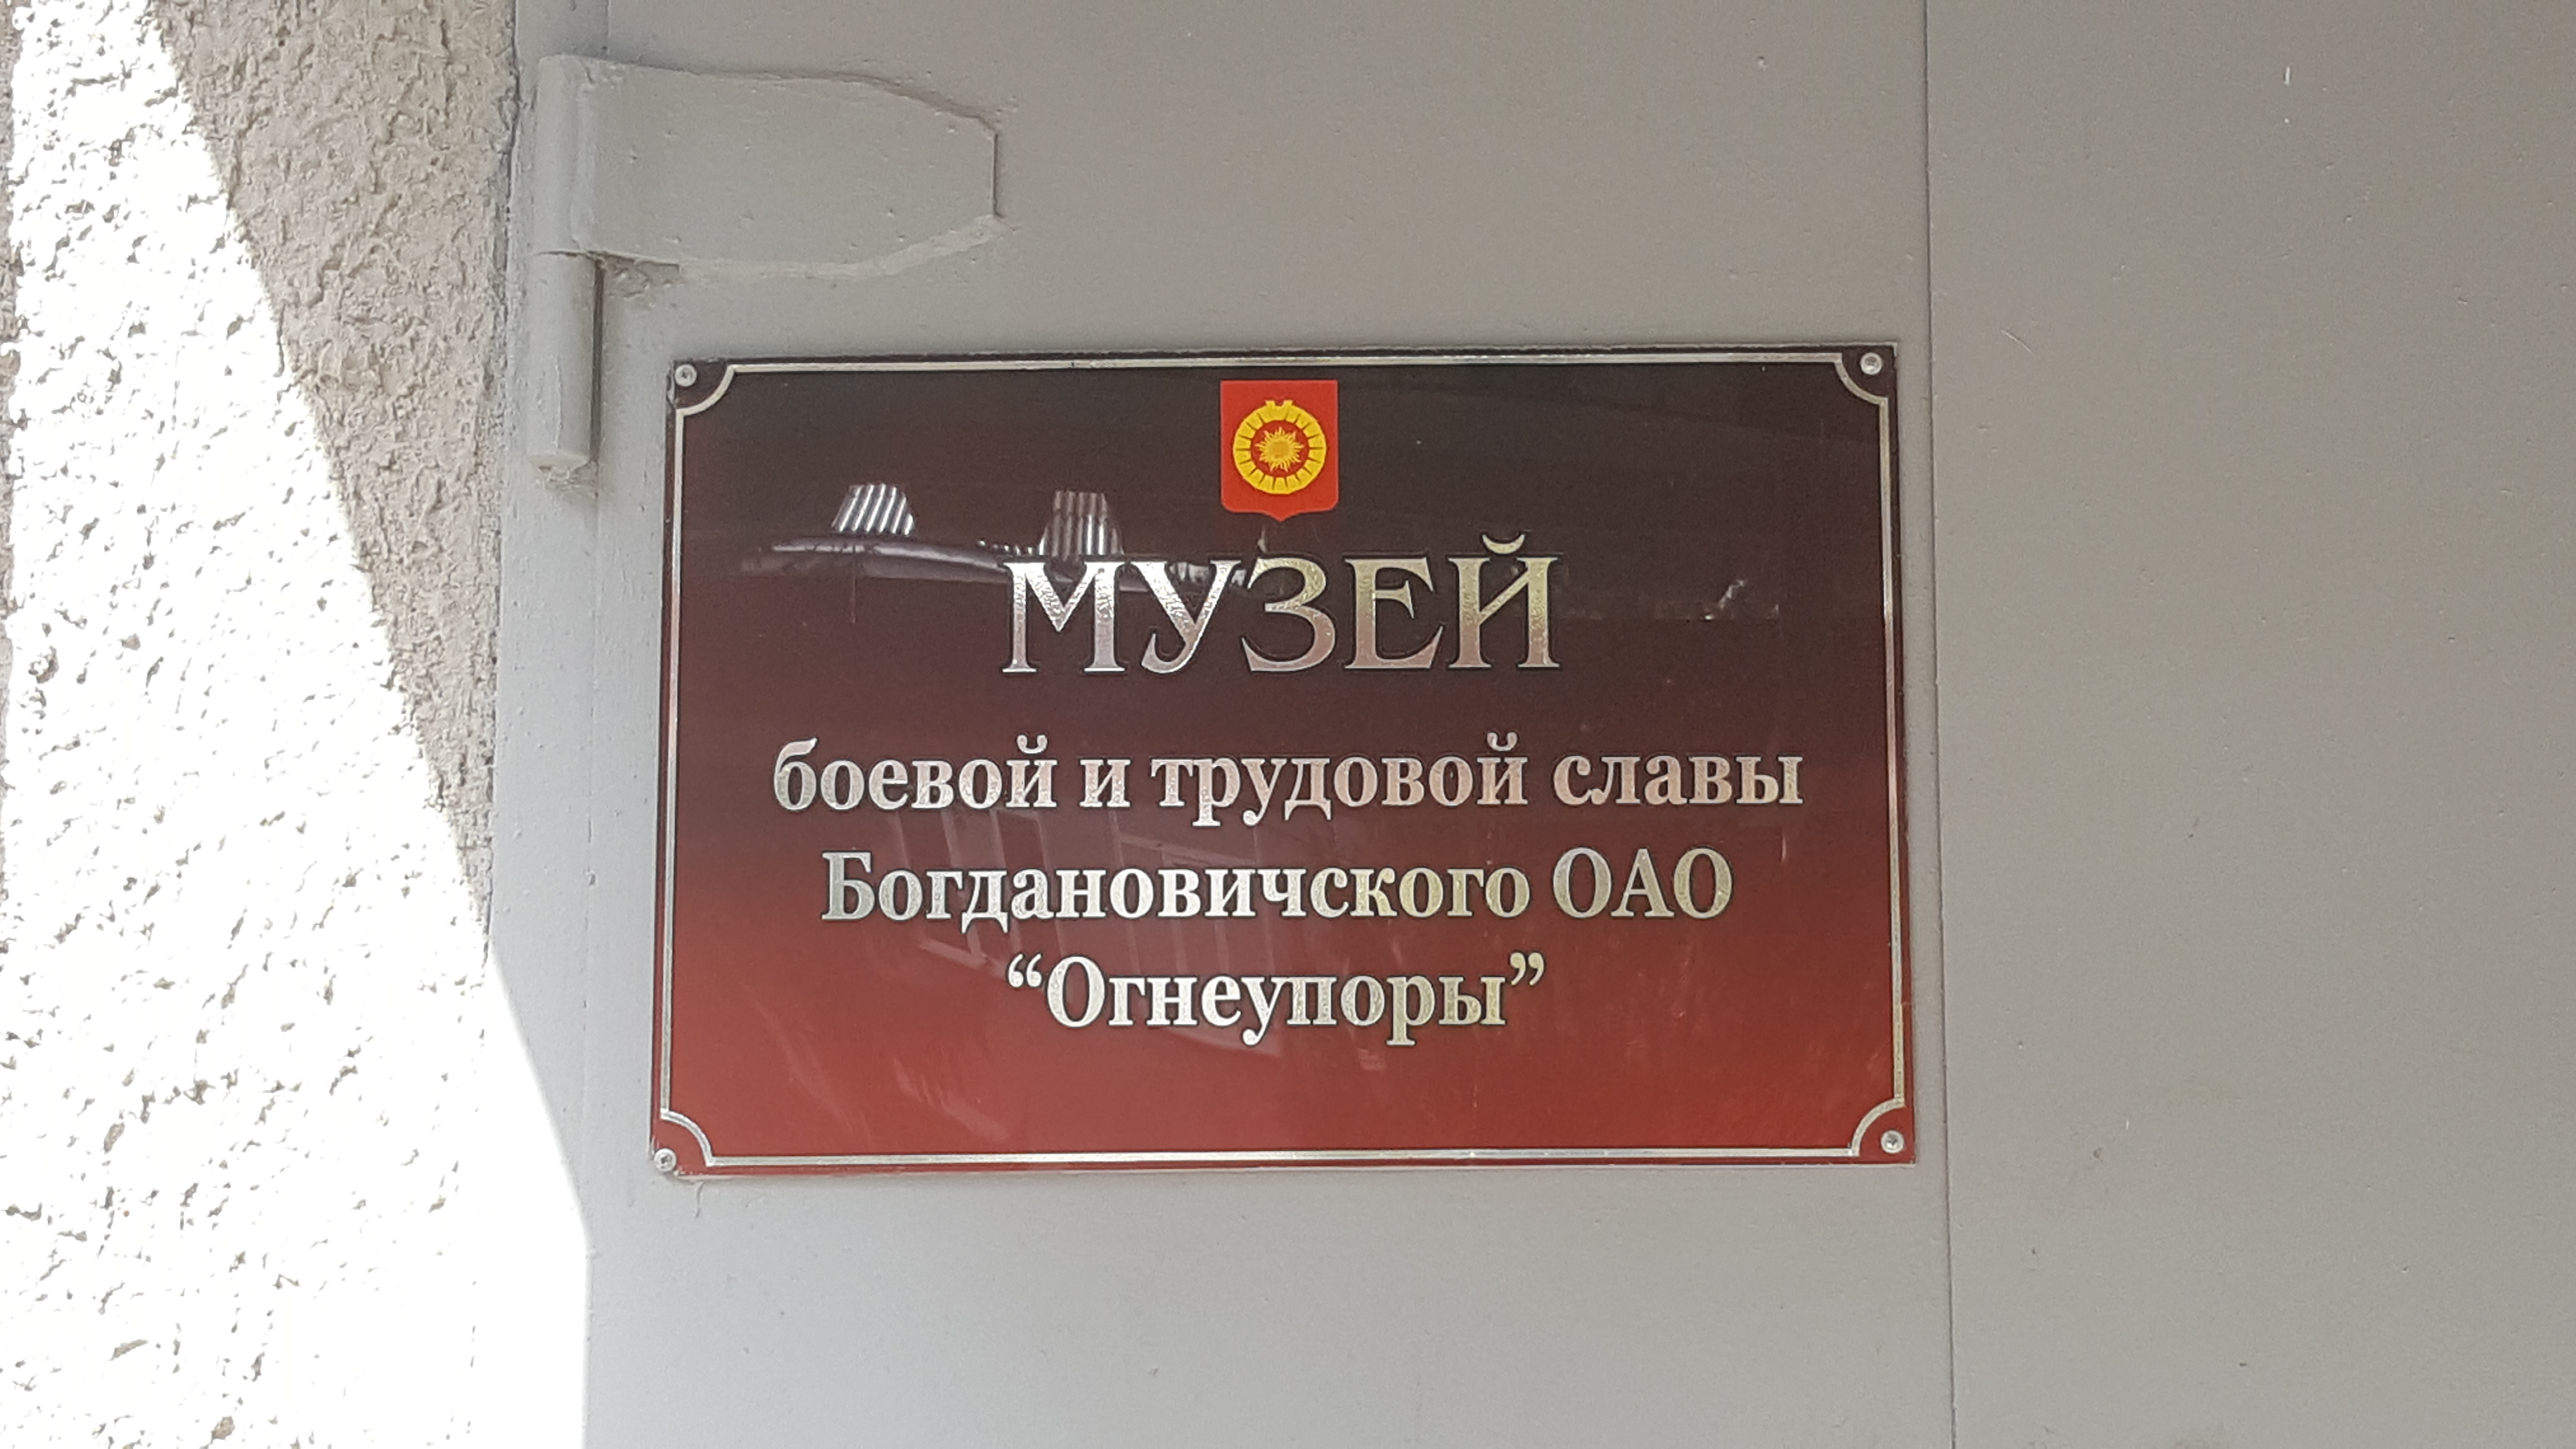 МУЗЕЙ
боевой и трудовой славы
Богдановичского ОАО
“Огнеупоры”